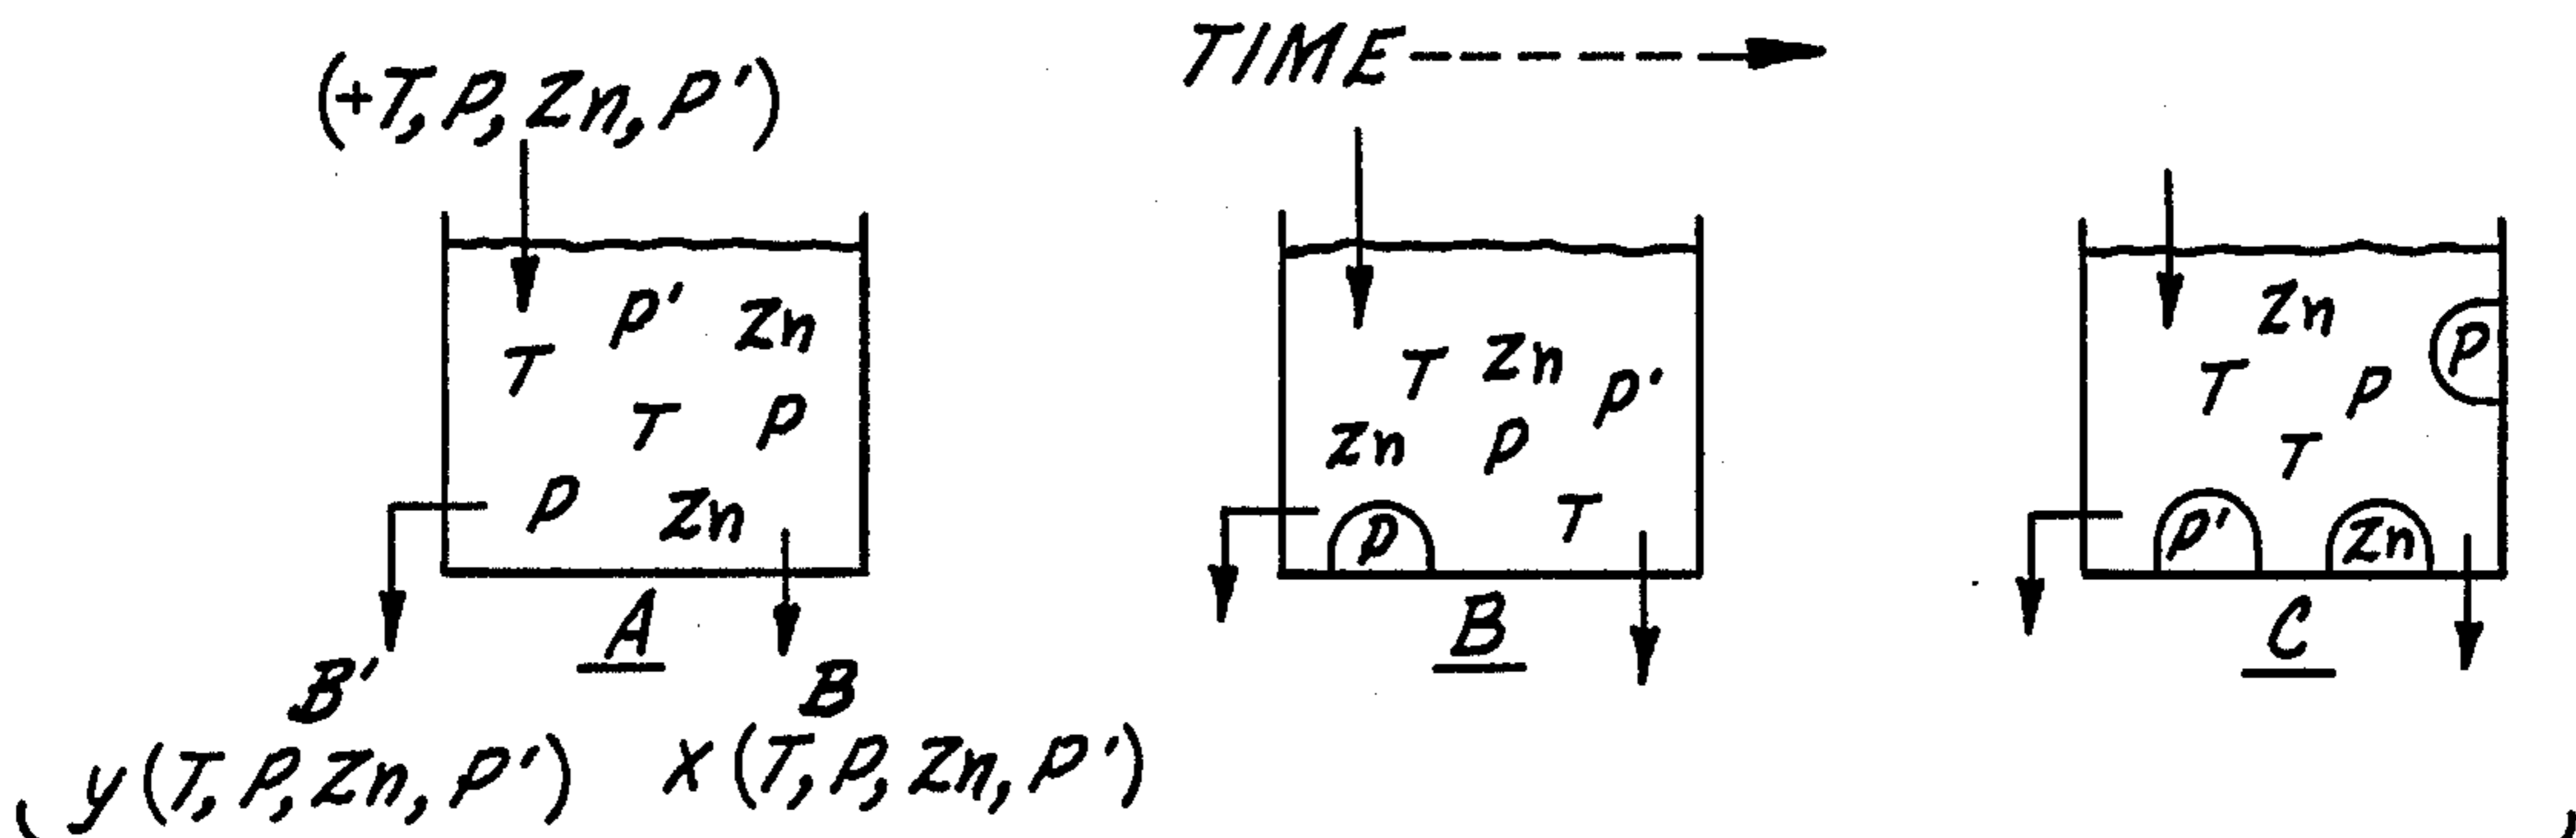 TIME
(+T, P, Zn, P')
P' Zn
T
T P
P Zn
A
B'
B
y(T, P, Zn, P')
x(T, P, Zn, P')
T Zn P'
Zn P
P T
B
Zn
P
T P
T
P' Zn
C